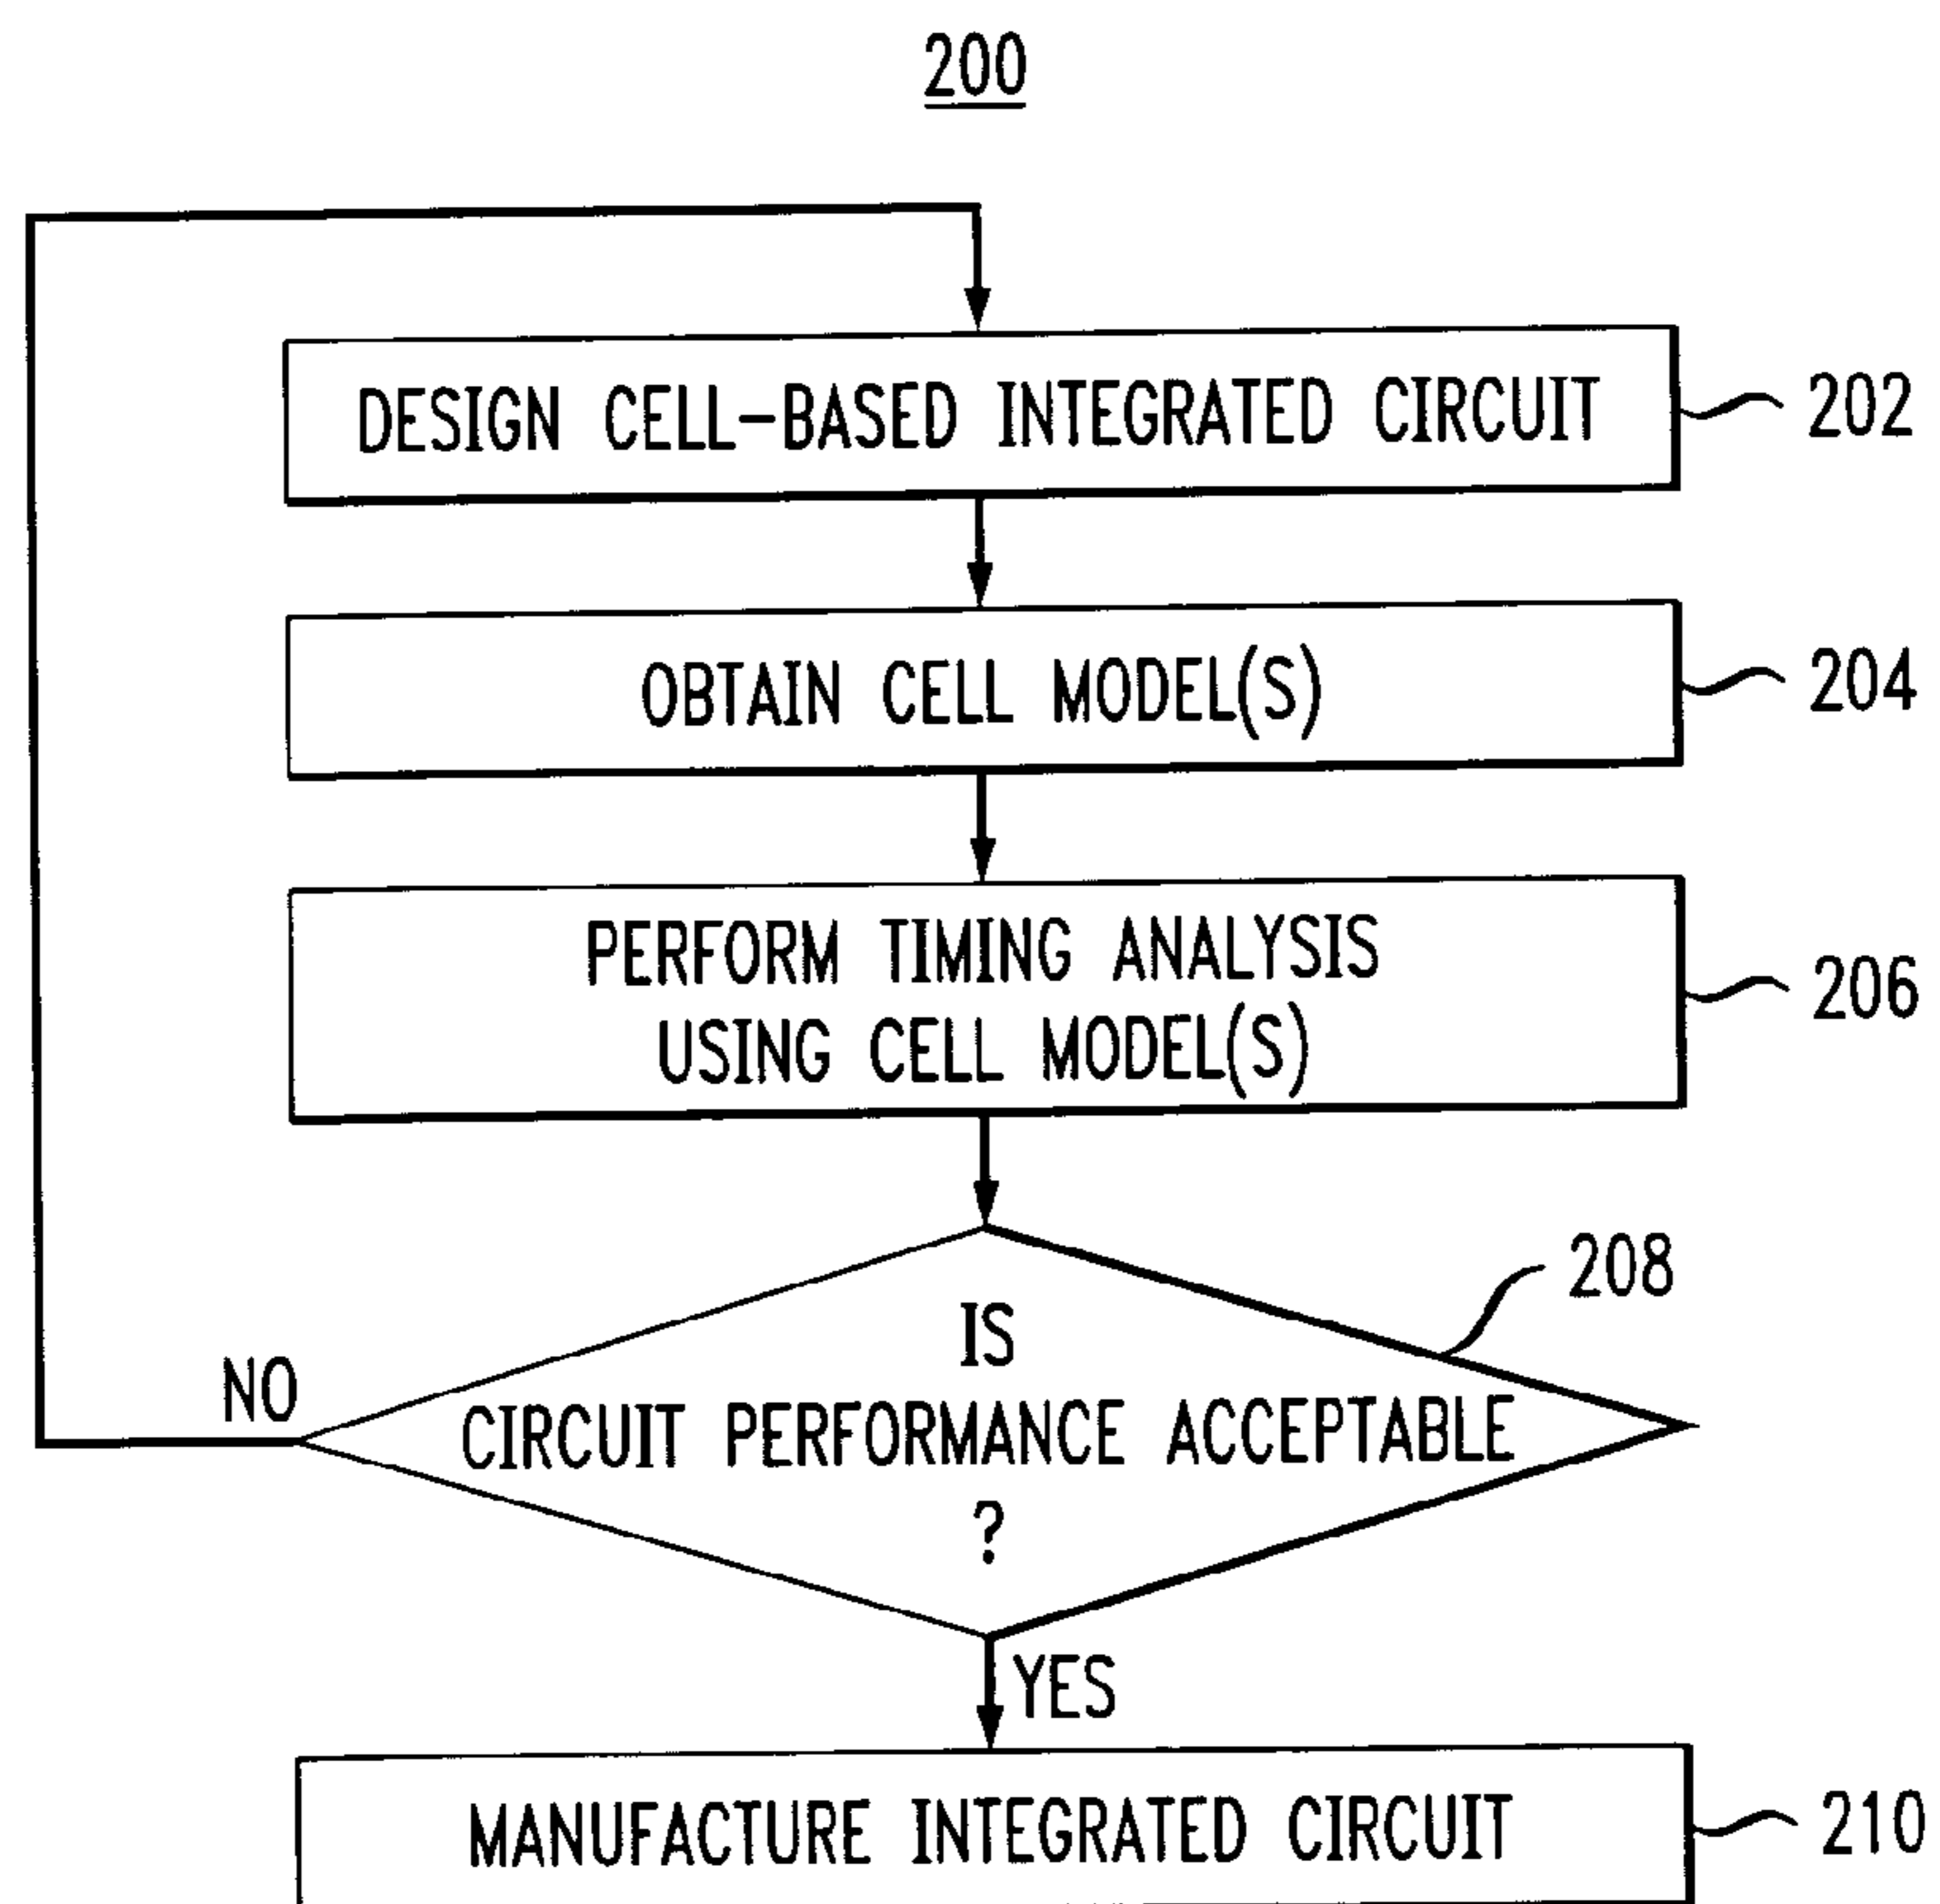 200
DESIGN CELL-BASED INTEGRATED CIRCUIT
202
OBTAIN CELL MODEL(S)
204
PERFORM TIMING ANALYSIS
USING CELL MODEL(S)
206
208
IS
CIRCUIT PERFORMANCE ACCEPTABLE
?
NO
YES
MANUFACTURE INTEGRATED CIRCUIT
210